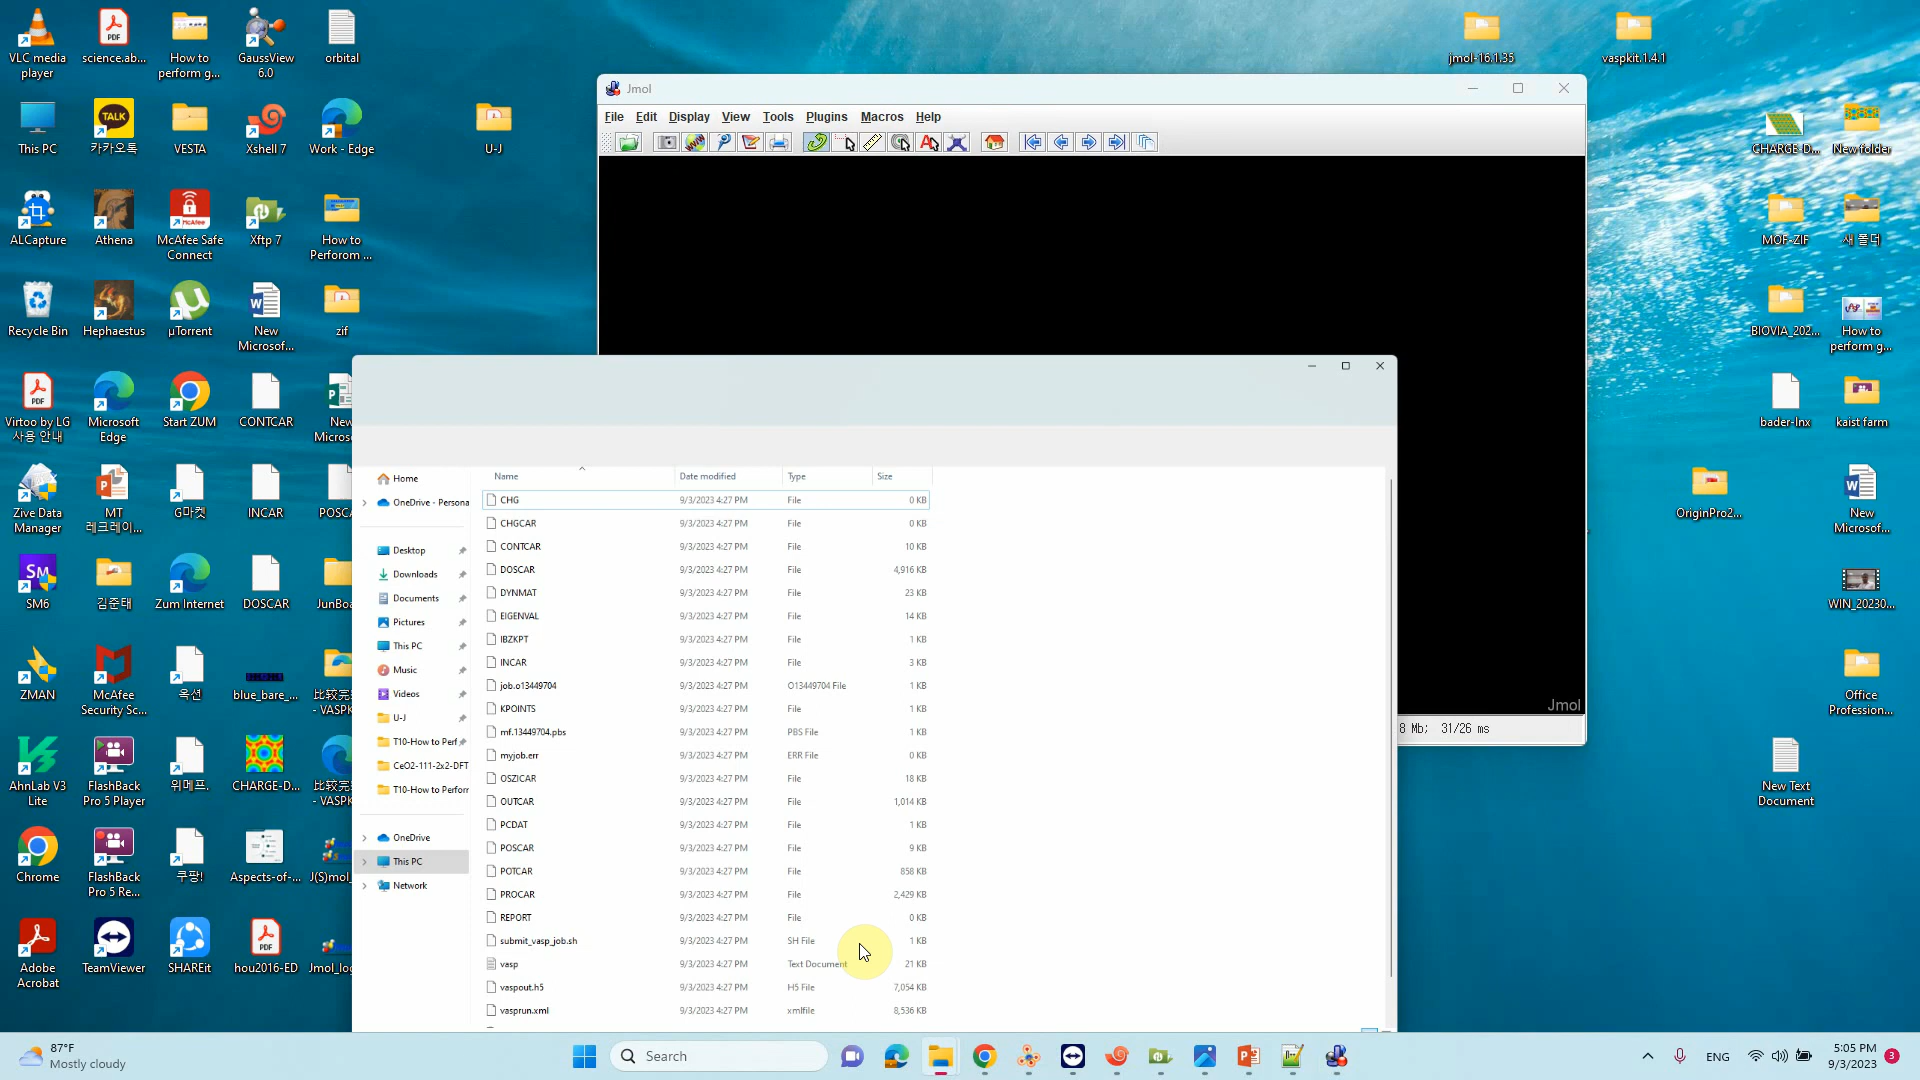 VLC media
player
science.ab...
How to
perform g...
GaussView
6.0
orbital
jmol-16.1.35
vaspkit.1.4.1
This PC
TALK
카카오톡
VESTA
Xshell 7
Work - Edge
U-J
CHARGE-D...
New folder
ALCapture
Athena
McAfee Safe
Connect
Xftp 7
How to
Perforom ...
MOF-ZIF
새 폴더
Recycle Bin
Hephaestus
µTorrent
New
Microsof...
zif
BIOVIA_202...
How to
perform g...
Virtoo by LG
사용 안내
Microsoft
Edge
Start ZUM
CONTCAR
New
Micros
bader-lnx
kaist farm
Zive Data
Manager
MT
레크레이...
G마켓
INCAR
POSCA
OriginPro2...
New
Microsof...
SM6
김준태
Zum Internet
DOSCAR
JunBo
WIN_20230...
ZMAN
McAfee
Security Sc...
옥션
blue_bare_...
比较完
- VASPK
Office
Profession...
AhnLab V3
Lite
FlashBack
Pro 5 Player
위메프.
CHARGE-D...
比较完
- VASPK
New Text
Document
Chrome
FlashBack
Pro 5 Re...
쿠팡!
Aspects-of-...
J(S)mol_
Adobe
Acrobat
TeamViewer
SHAREit
hou2016-ED
Jmol_lo
Jmol
File Edit Display View Tools Plugins Macros Help
Jmol
8 Mb; 31/26 ms
Home
OneDrive - Persona
Desktop
Downloads
Documents
Pictures
This PC
Music
Videos
U-J
T10-How to Perf
CeO2-111-2x2-DFT
T10-How to Perfor
OneDrive
This PC
Network
Name Date modified Type Size
CHG 9/3/2023 4:27 PM File 0 KB
CHGCAR 9/3/2023 4:27 PM File 0 KB
CONTCAR 9/3/2023 4:27 PM File 10 KB
DOSCAR 9/3/2023 4:27 PM File 4,916 KB
DYNMAT 9/3/2023 4:27 PM File 23 KB
EIGENVAL 9/3/2023 4:27 PM File 14 KB
IBZKPT 9/3/2023 4:27 PM File 1 KB
INCAR 9/3/2023 4:27 PM File 3 KB
job.o13449704 9/3/2023 4:27 PM O13449704 File 1 KB
KPOINTS 9/3/2023 4:27 PM File 1 KB
mf.13449704.pbs 9/3/2023 4:27 PM PBS File 1 KB
myjob.err 9/3/2023 4:27 PM ERR File 0 KB
OSZICAR 9/3/2023 4:27 PM File 18 KB
OUTCAR 9/3/2023 4:27 PM File 1,014 KB
PCDAT 9/3/2023 4:27 PM File 1 KB
POSCAR 9/3/2023 4:27 PM File 9 KB
POTCAR 9/3/2023 4:27 PM File 858 KB
PROCAR 9/3/2023 4:27 PM File 2,429 KB
REPORT 9/3/2023 4:27 PM File 0 KB
submit_vasp_job.sh 9/3/2023 4:27 PM SH File 1 KB
vasp 9/3/2023 4:27 PM Text Document 21 KB
vaspout.h5 9/3/2023 4:27 PM H5 File 7,054 KB
vasprun.xml 9/3/2023 4:27 PM xmlfile 8,536 KB
87°F
Mostly cloudy
Search
ENG
5:05 PM
9/3/2023
3